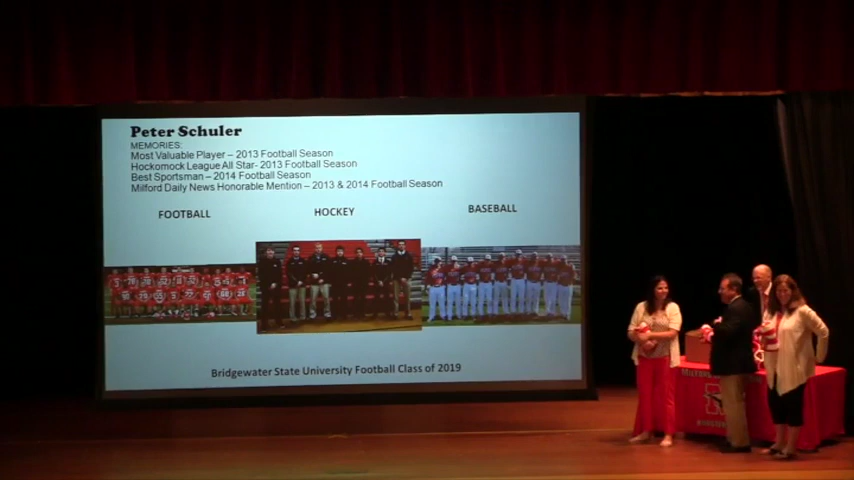 Peter Schuler
MEMORIES:
Most Valuable Player – 2013 Football Season
Hockomock League All Star- 2013 Football Season
Best Sportsman – 2014 Football Season
Milford Daily News Honorable Mention – 2013 & 2014 Football Season
FOOTBALL
HOCKEY
BASEBALL
Bridgewater State University Football Class of 2019